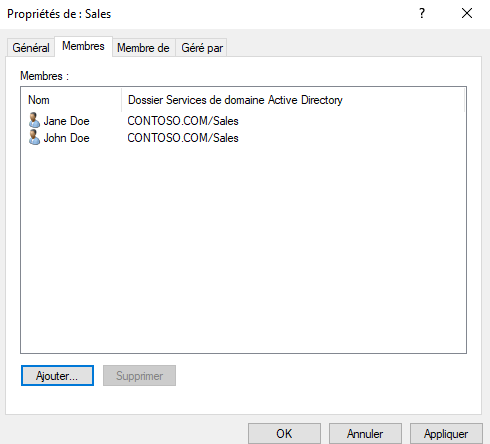 Propriétés de : Sales
Général Membres Membre de Géré par
Membres :
Nom Dossier Services de domaine Active Directory
Jane Doe CONTOSO.COM/Sales
John Doe CONTOSO.COM/Sales
Ajouter... Supprimer
OK Annuler Appliquer